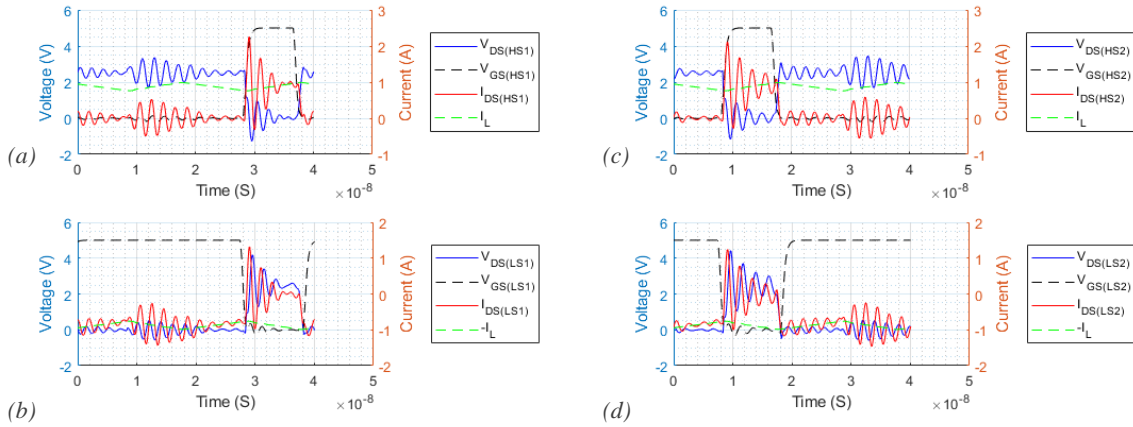 (a)
Voltage (V)
6
4
2
0
-2
Current (A)
3
2
1
0
-1
0 1 2 3 4 5
Time (S)
× 10⁻⁸
V_DS(HS1)
V_GS(HS1)
I_DS(HS1)
I_L
(c)
Voltage (V)
6
4
2
0
-2
Current (A)
3
2
1
0
-1
0 1 2 3 4 5
Time (S)
× 10⁻⁸
V_DS(HS2)
V_GS(HS2)
I_DS(HS2)
I_L
(b)
Voltage (V)
6
4
2
0
-2
Current (A)
2
1
0
-1
-2
0 1 2 3 4 5
Time (S)
× 10⁻⁸
V_DS(LS1)
V_GS(LS1)
I_DS(LS1)
-I_L
(d)
Voltage (V)
6
4
2
0
-2
Current (A)
2
1
0
-1
-2
0 1 2 3 4 5
Time (S)
× 10⁻⁸
V_DS(LS2)
V_GS(LS2)
I_DS(LS2)
-I_L